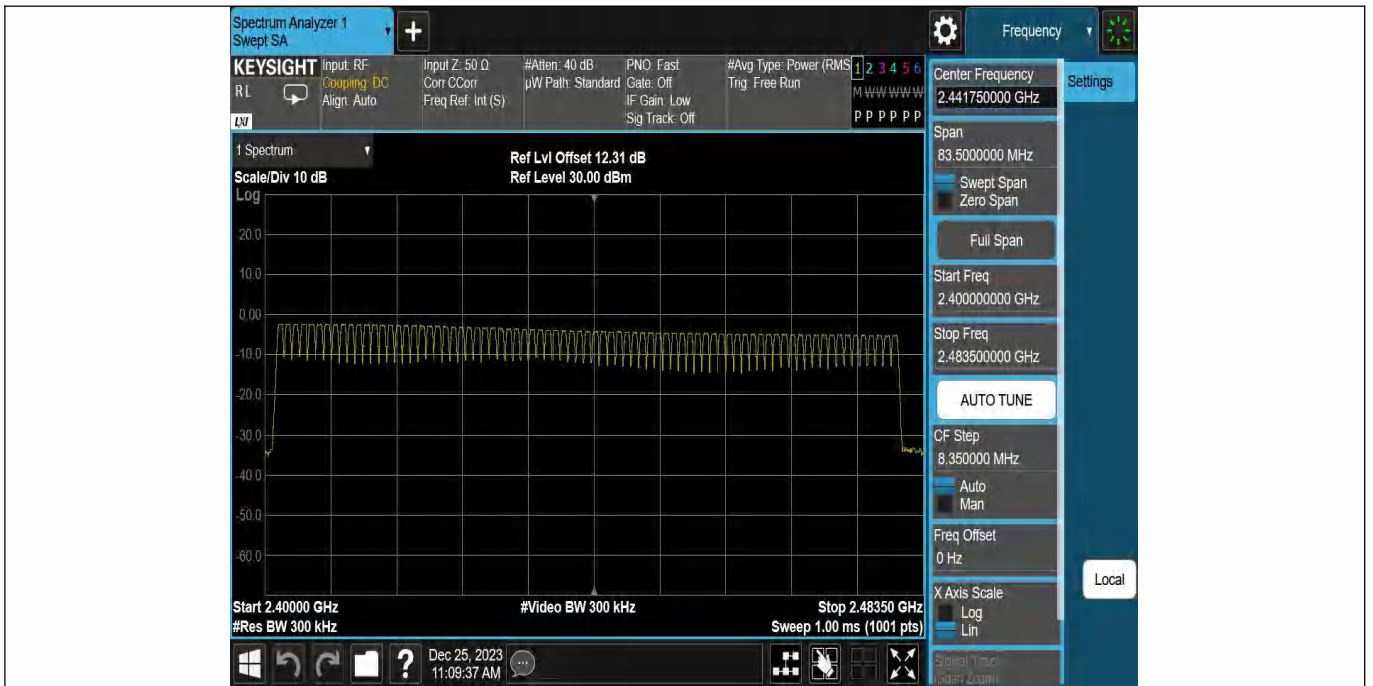 Spectrum Analyzer 1
Swept SA
+
Frequency
KEYSIGHT
RL
LXI
Input: RF
Coupling: DC
Align: Auto
Input Z: 50 Ω
Corr CCorr
Freq Ref: Int (S)
#Atten: 40 dB
µW Path: Standard
PNO: Fast
Gate: Off
IF Gain: Low
Sig Track: Off
#Avg Type: Power (RMS
Trig: Free Run
1 2 3 4 5 6
M W W W W W
P P P P P P
Center Frequency
2.441750000 GHz
Settings
Span
83.5000000 MHz
Swept Span
Zero Span
Full Span
Start Freq
2.400000000 GHz
Stop Freq
2.483500000 GHz
AUTO TUNE
CF Step
8.350000 MHz
Auto
Man
Freq Offset
0 Hz
X Axis Scale
Log
Lin
Signal Track
(Span Zoom)
Local
1 Spectrum
Scale/Div 10 dB
Log
Ref Lvl Offset 12.31 dB
Ref Level 30.00 dBm
20.0
10.0
0.00
-10.0
-20.0
-30.0
-40.0
-50.0
-60.0
Start 2.40000 GHz
#Res BW 300 kHz
#Video BW 300 kHz
Stop 2.48350 GHz
Sweep 1.00 ms (1001 pts)
?
Dec 25, 2023
11:09:37 AM